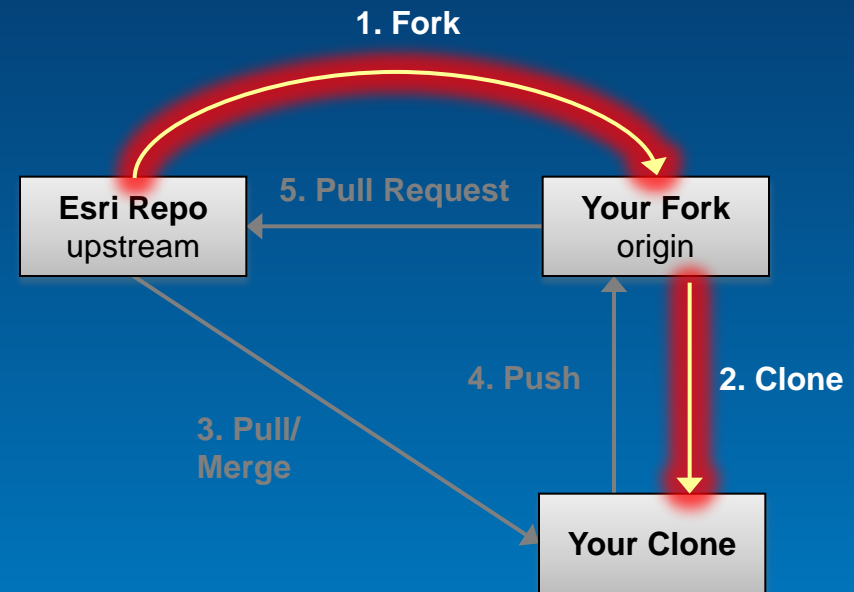 1. Fork
Esri Repo
upstream
5. Pull Request
Your Fork
origin
4. Push
2. Clone
3. Pull/
Merge
Your Clone